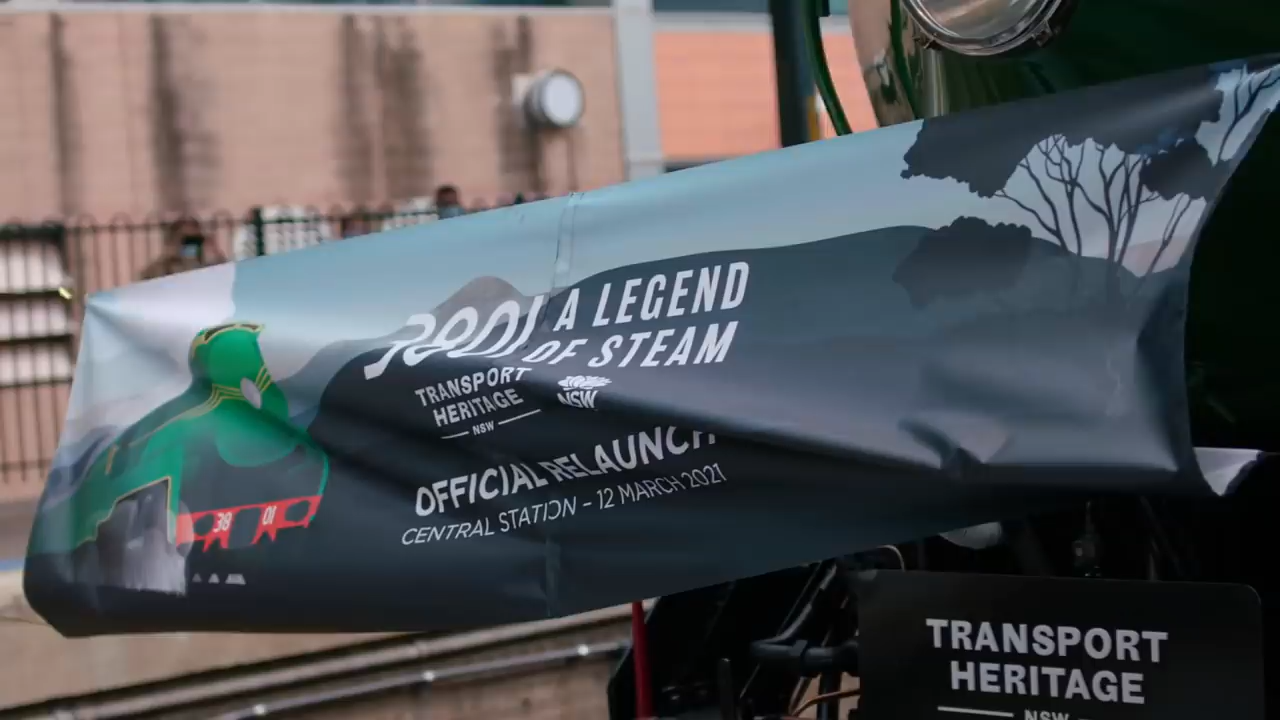 3801 A LEGEND
OF STEAM
TRANSPORT
HERITAGE
NSW
NSW
OFFICIAL RELAUNCH
CENTRAL STATION - 12 MARCH 2021
38 01
TRANSPORT
HERITAGE
NSW